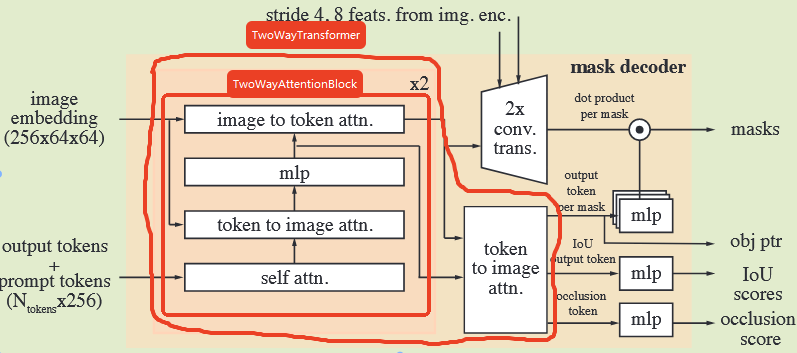 stride 4, 8 feats. from img. enc.
TwoWayTransformer
mask decoder
TwoWayAttentionBlock
x2
image
embedding
(256x64x64)
image to token attn.
mlp
token to image attn.
self attn.
output tokens
+
prompt tokens
(Ntokensx256)
2x
conv.
trans.
dot product
per mask
masks
token
to image
attn.
output
token
per mask
mlp
obj ptr
IoU
output token
mlp
IoU
scores
occlusion
token
mlp
occlusion
score